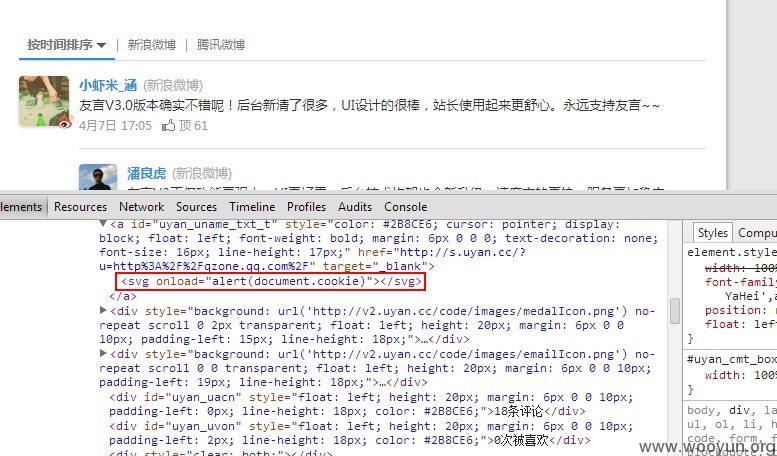 按时间排序 新浪微博 腾讯微博
小虾米_涵 (新浪微博)
友言V3.0版本确实不错呢！后台新清了很多，UI设计的很棒，站长使用起来更舒心。永远支持友言~~
4月7日 17:05 顶 61
潘良虎 (新浪微博)
Elements Resources Network Sources Timeline Profiles Audits Console
<a id="uyan_uname_txt_t" style="color: #2B8CE6; cursor: pointer; display:
block; float: left; font-weight: bold; margin: 6px 0 0 0; text-decoration: none;
font-size: 16px; line-height: 17px;" href="http://s.uyan.cc/?
u=http%3A%2F%2Fqzone.qq.com%2F" target="_blank">
<svg onload="alert(document.cookie)"></svg>
</a>
<div style="background: url('http://v2.uyan.cc/code/images/medalIcon.png') no-
repeat scroll 0 2px transparent; float: left; height: 20px; margin: 6px 0 0
10px; padding-left: 15px; line-height: 18px;">…</div>
<div style="background: url('http://v2.uyan.cc/code/images/emailIcon.png') no-
repeat scroll 0 0 transparent; float: left; height: 20px; margin: 6px 0 0
10px; padding-left: 19px; line-height: 18px;">…</div>
<div id="uyan_uacn" style="float: left; height: 20px; margin: 6px 0 0 10px;
padding-left: 0px; line-height: 18px; color: #2B8CE6;">18条评论</div>
<div id="uyan_uvon" style="float: left; height: 20px; margin: 6px 0 0 10px;
padding-left: 2px; line-height: 18px; color: #2B8CE6;">0次被喜欢</div>
<div style="clear: both;"></div>
Styles Compu
element.style
width: 100%
font-family
YaHei',a
position: r
float: left
}
#uyan_cmt_box
width: 100%
}
body, div, la
ul, ol, li, h
code, form, f
www.wooyun.org